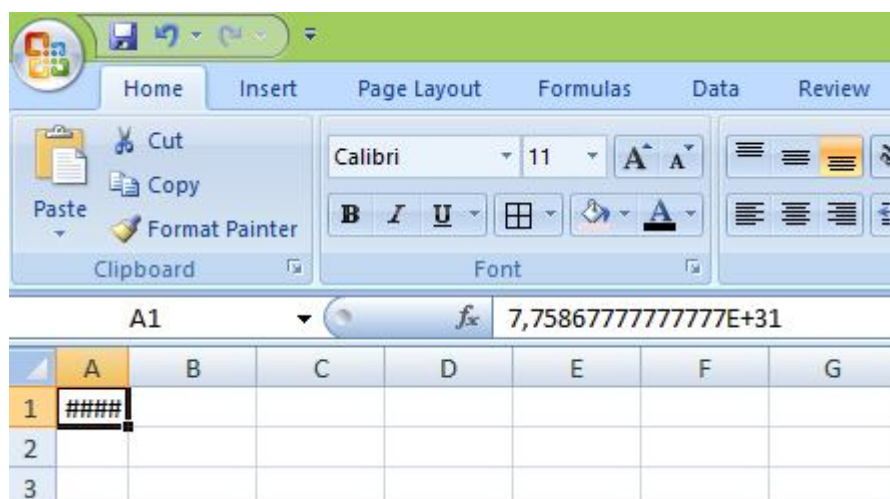 Home Insert Page Layout Formulas Data Review
Cut
Copy
Format Painter
Paste
Clipboard
Calibri 11 A A
B I U A
Font
A1 fx 7,75867777777777E+31
A B C D E F G
1 ####
2
3